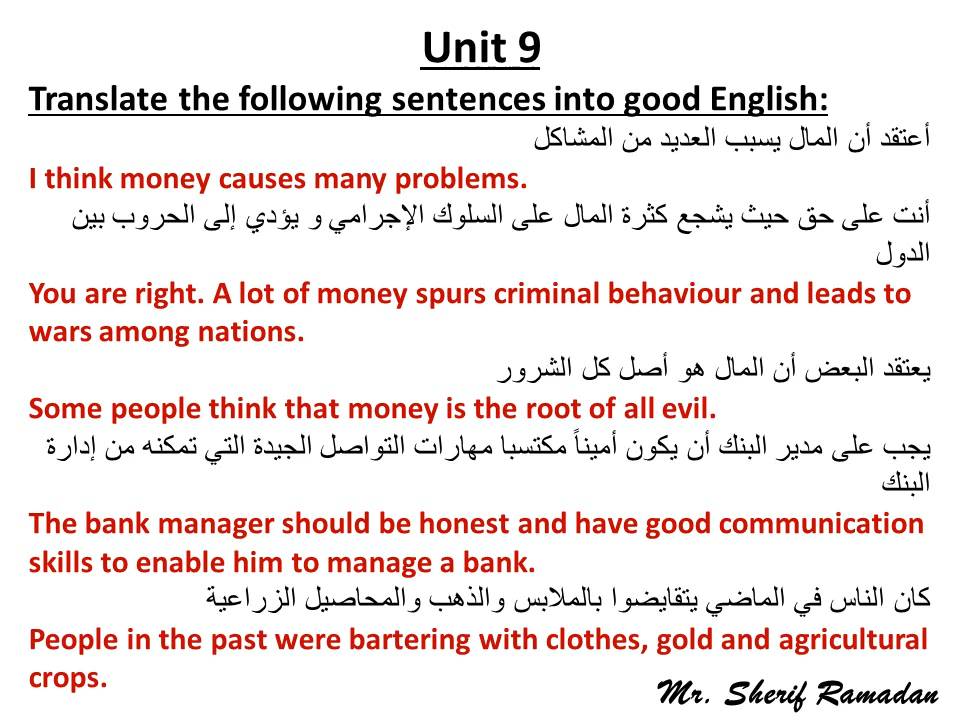 Unit 9
Translate the following sentences into good English:
أعتقد أن المال يسبب العديد من المشاكل
I think money causes many problems.
أنت على حق حيث يشجع كثرة المال على السلوك الإجرامي و يؤدي إلى الحروب بين
الدول
You are right. A lot of money spurs criminal behaviour and leads to
wars among nations.
يعتقد البعض أن المال هو أصل كل الشرور
Some people think that money is the root of all evil.
يجب على مدير البنك أن يكون أميناً مكتسبا مهارات التواصل الجيدة التي تمكنه من إدارة
البنك
The bank manager should be honest and have good communication
skills to enable him to manage a bank.
كان الناس في الماضي يتقايضوا بالملابس والذهب والمحاصيل الزراعية
People in the past were bartering with clothes, gold and agricultural
crops.
Mr. Sherif Ramadan